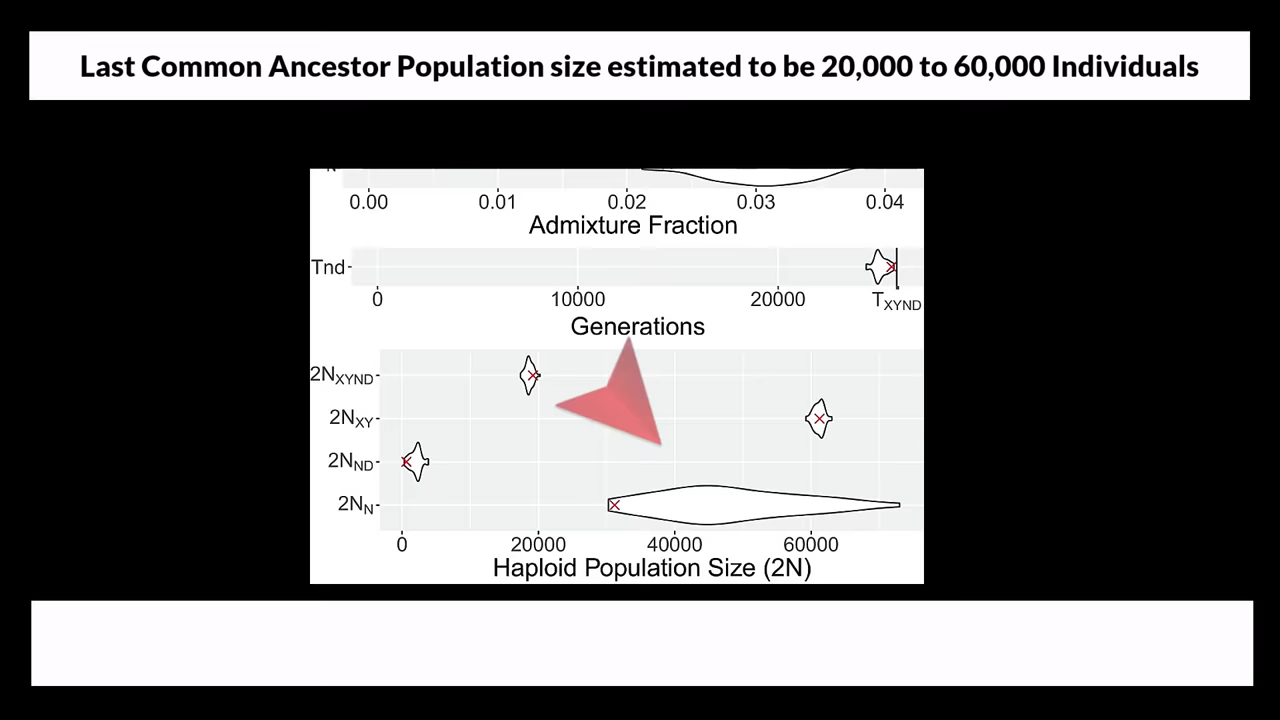 Last Common Ancestor Population size estimated to be 20,000 to 60,000 Individuals
0.00 0.01 0.02 0.03 0.04
Admixture Fraction
Tnd
0 10000 20000 TXYND
Generations
2NXYND
2NXY
2NND
2NN
0 20000 40000 60000
Haploid Population Size (2N)